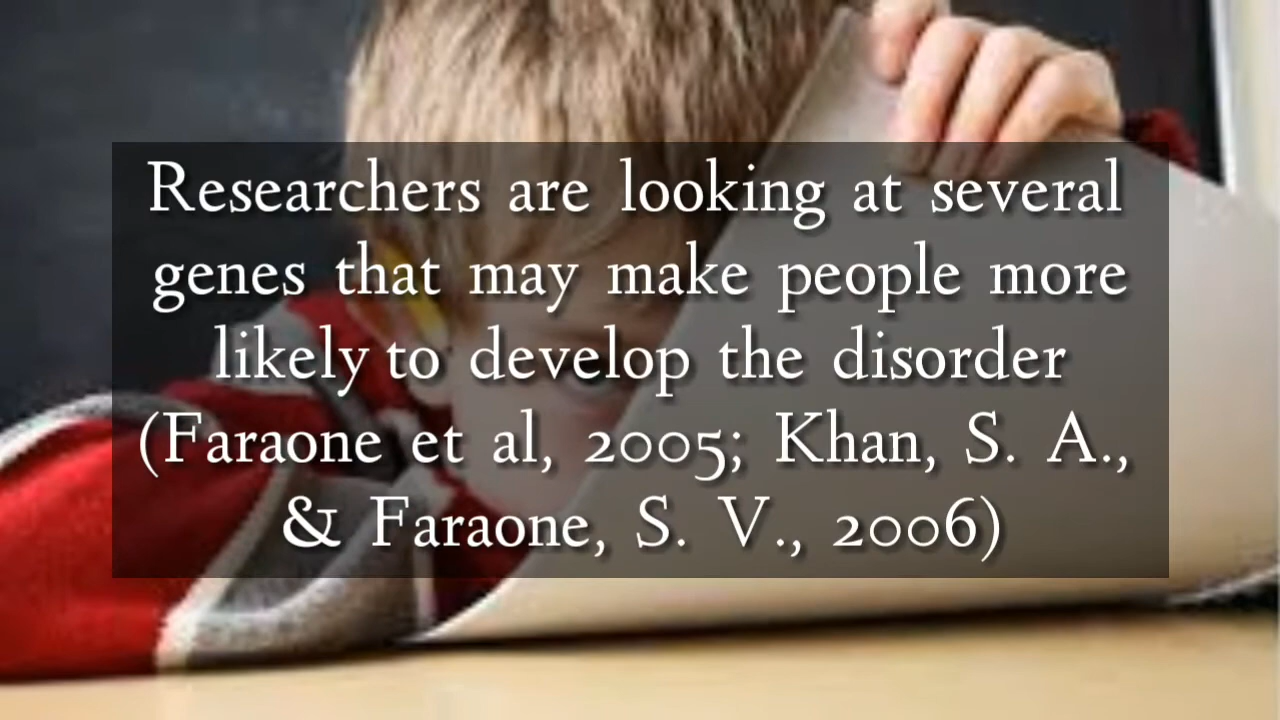 Researchers are looking at several
genes that may make people more
likely to develop the disorder
(Faraone et al, 2005; Khan, S. A.,
& Faraone, S. V., 2006)